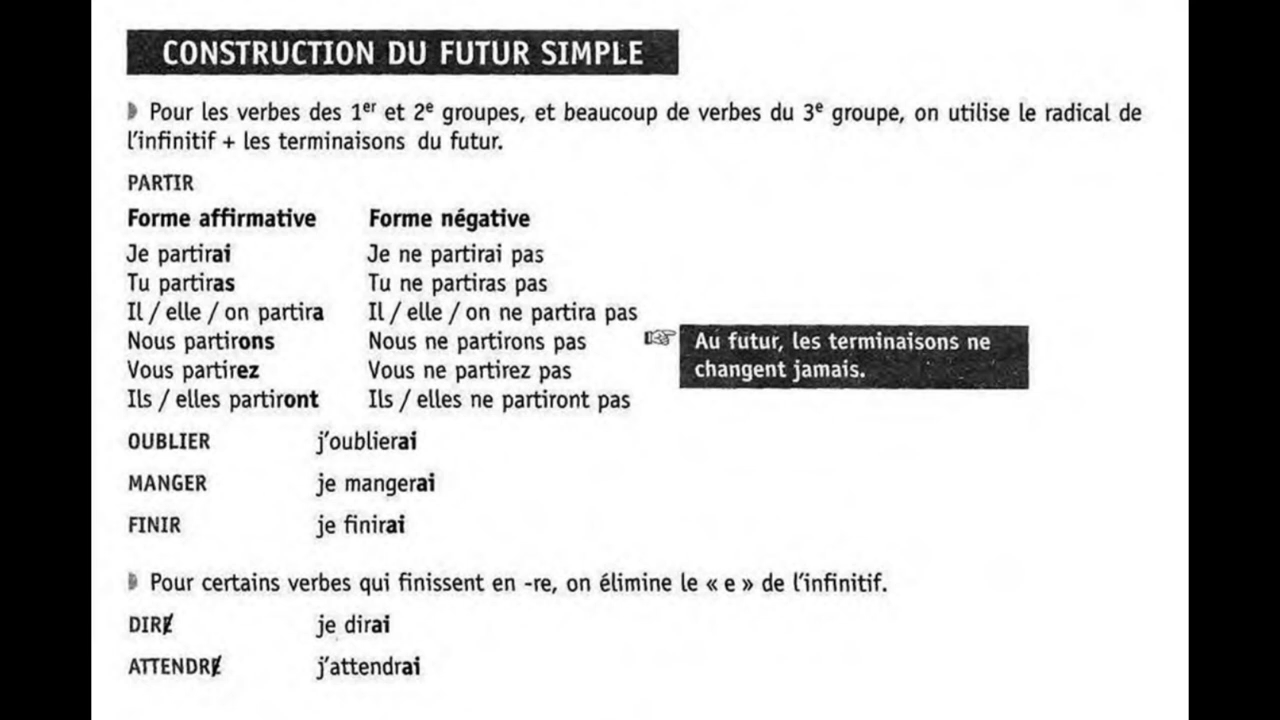 CONSTRUCTION DU FUTUR SIMPLE
Pour les verbes des 1er et 2e groupes, et beaucoup de verbes du 3e groupe, on utilise le radical de
l'infinitif + les terminaisons du futur.
PARTIR
Forme affirmative Forme négative
Je partirai Je ne partirai pas
Tu partiras Tu ne partiras pas
Il / elle / on partira Il / elle / on ne partira pas
Nous partirons Nous ne partirons pas
Vous partirez Vous ne partirez pas
Ils / elles partiront Ils / elles ne partiront pas
Au futur, les terminaisons ne
changent jamais.
OUBLIER j'oublierai
MANGER je mangerai
FINIR je finirai
Pour certains verbes qui finissent en -re, on élimine le « e » de l'infinitif.
DIRE je dirai
ATTENDRE j'attendrai